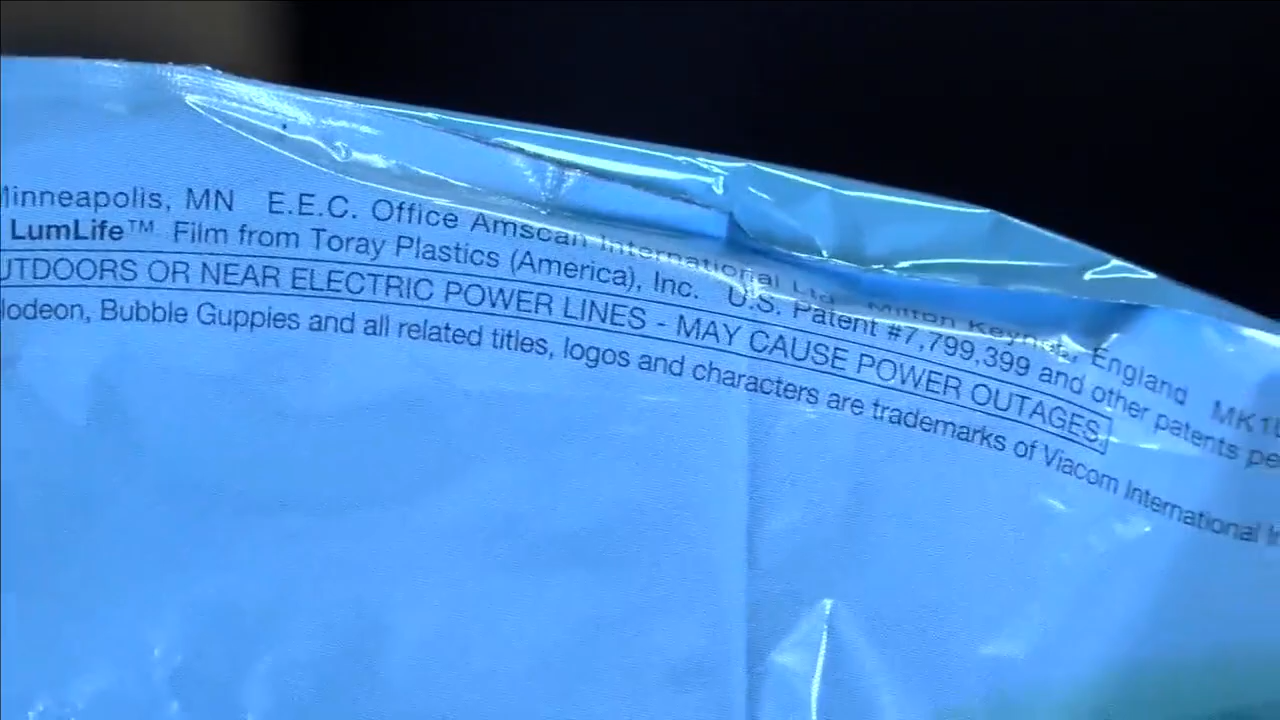 Minneapolis, MN E.E.C. Office Amscan International Ltd. Milton Keynes, England MK1
LumLife™ Film from Toray Plastics (America), Inc. U.S. Patent #7,799,399 and other patents pe
UTDOORS OR NEAR ELECTRIC POWER LINES - MAY CAUSE POWER OUTAGES.
lodeon, Bubble Guppies and all related titles, logos and characters are trademarks of Viacom International In